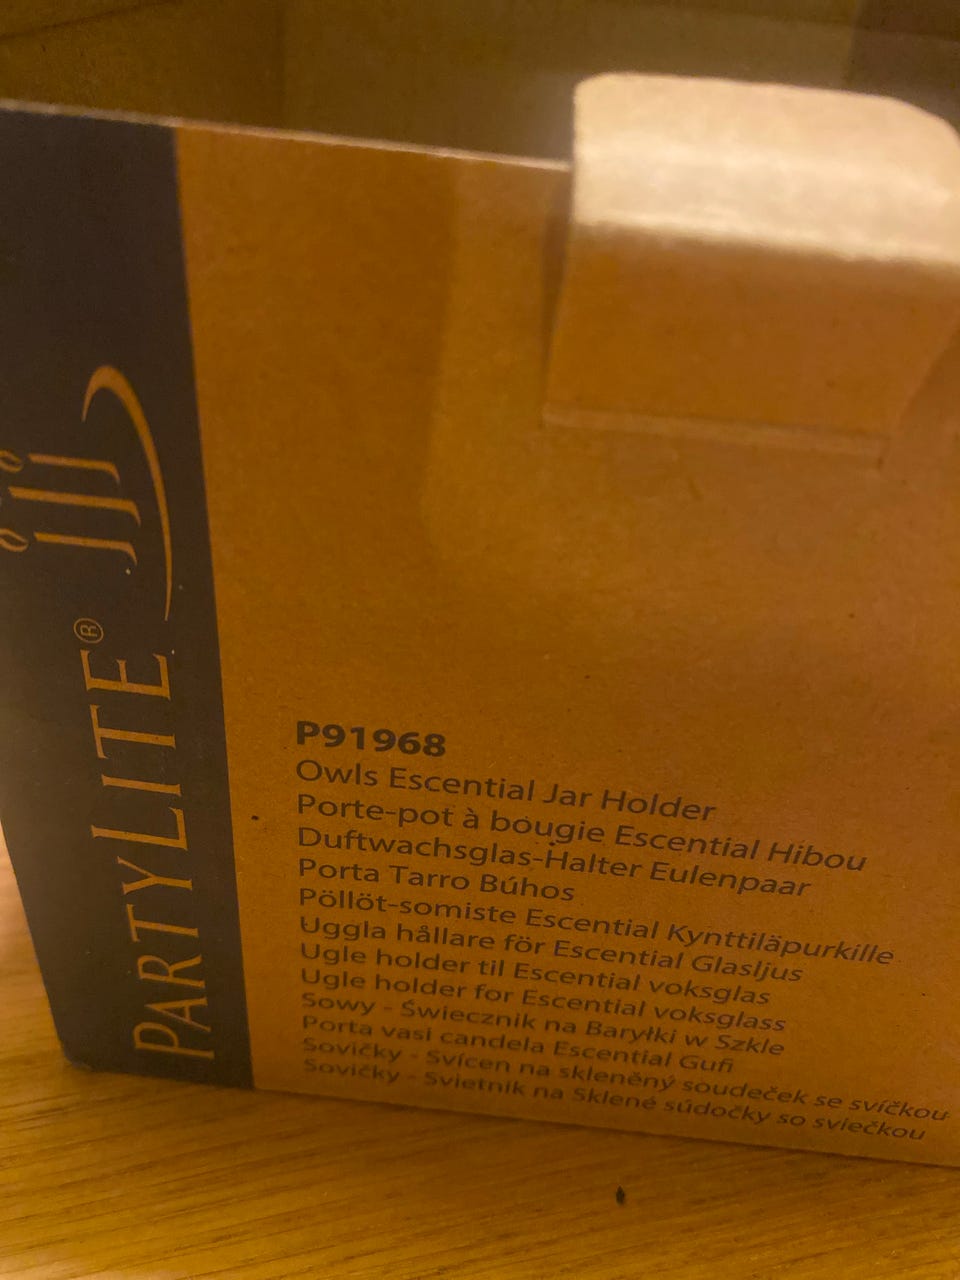 PARTYLITE®
P91968
Owls Escential Jar Holder
Porte-pot à bougie Escential Hibou
Duftwachsglas-Halter Eulenpaar
Porta Tarro Búhos
Pöllöt-somiste Escential Kynttiläpurkille
Uggla hållare för Escential Glasljus
Ugle holder til Escential voksglas
Ugle holder for Escential voksglass
Sowy - Świecznik na Baryłki w Szkle
Porta vasi candela Escential Gufi
Sovičky - Svícen na skleněný soudeček se svíčkou
Sovičky - Svietnik na Sklené súdočky so sviečkou